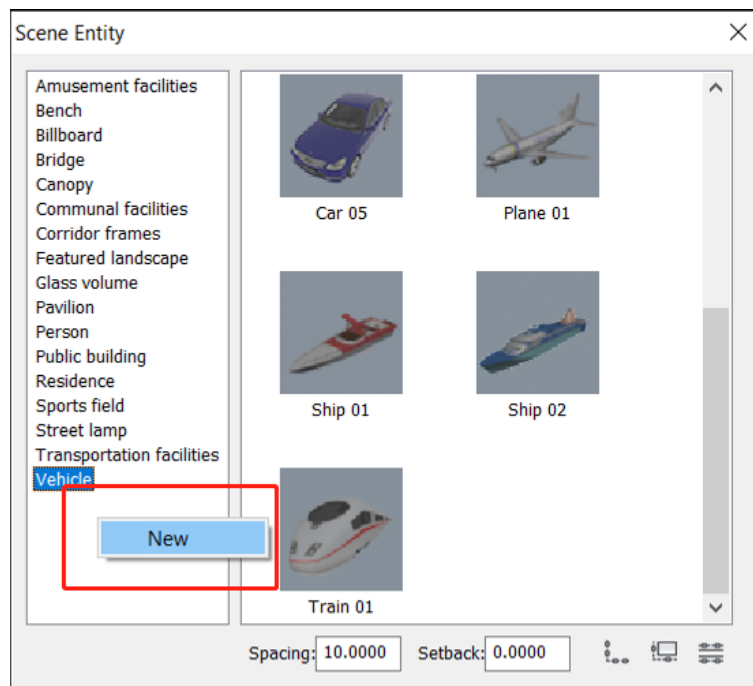 Scene Entity
Amusement facilities
Bench
Billboard
Bridge
Canopy
Communal facilities
Corridor frames
Featured landscape
Glass volume
Pavilion
Person
Public building
Residence
Sports field
Street lamp
Transportation facilities
Vehicle
New
Car 05
Plane 01
Ship 01
Ship 02
Train 01
Spacing: 10.0000 Setback: 0.0000